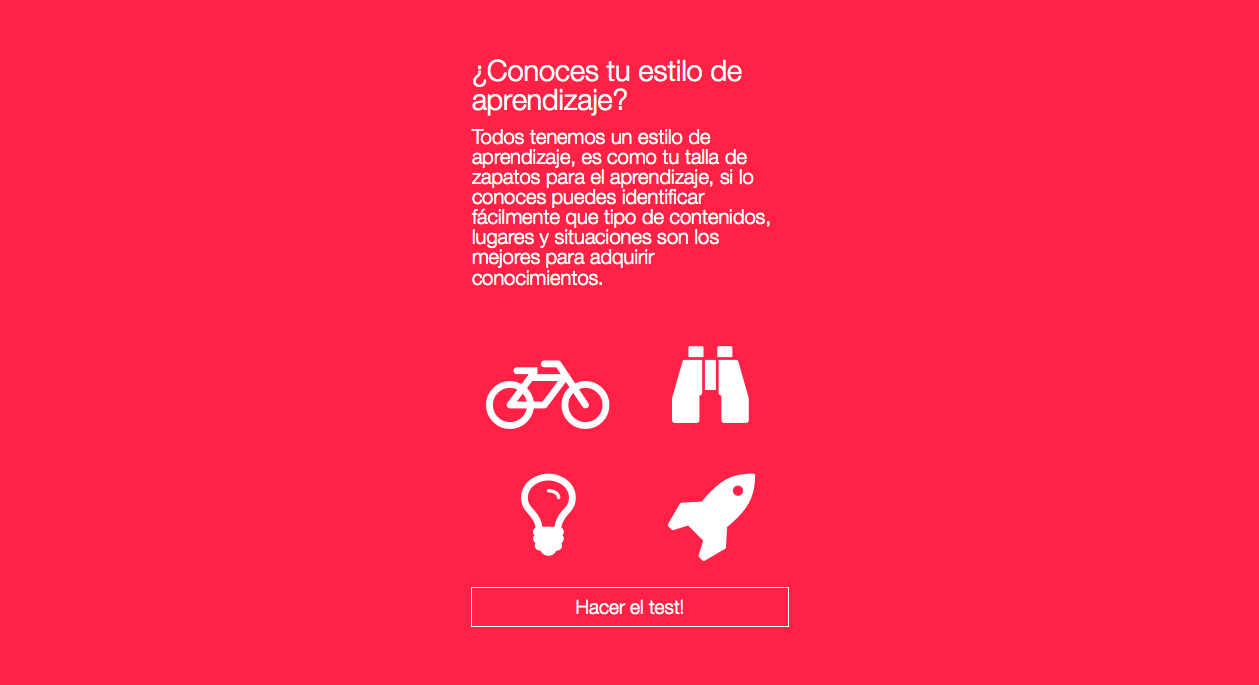 ¿Conoces tu estilo de
aprendizaje?
Todos tenemos un estilo de
aprendizaje, es como tu talla de
zapatos para el aprendizaje, si lo
conoces puedes identificar
fácilmente que tipo de contenidos,
lugares y situaciones son los
mejores para adquirir
conocimientos.
Hacer el test!